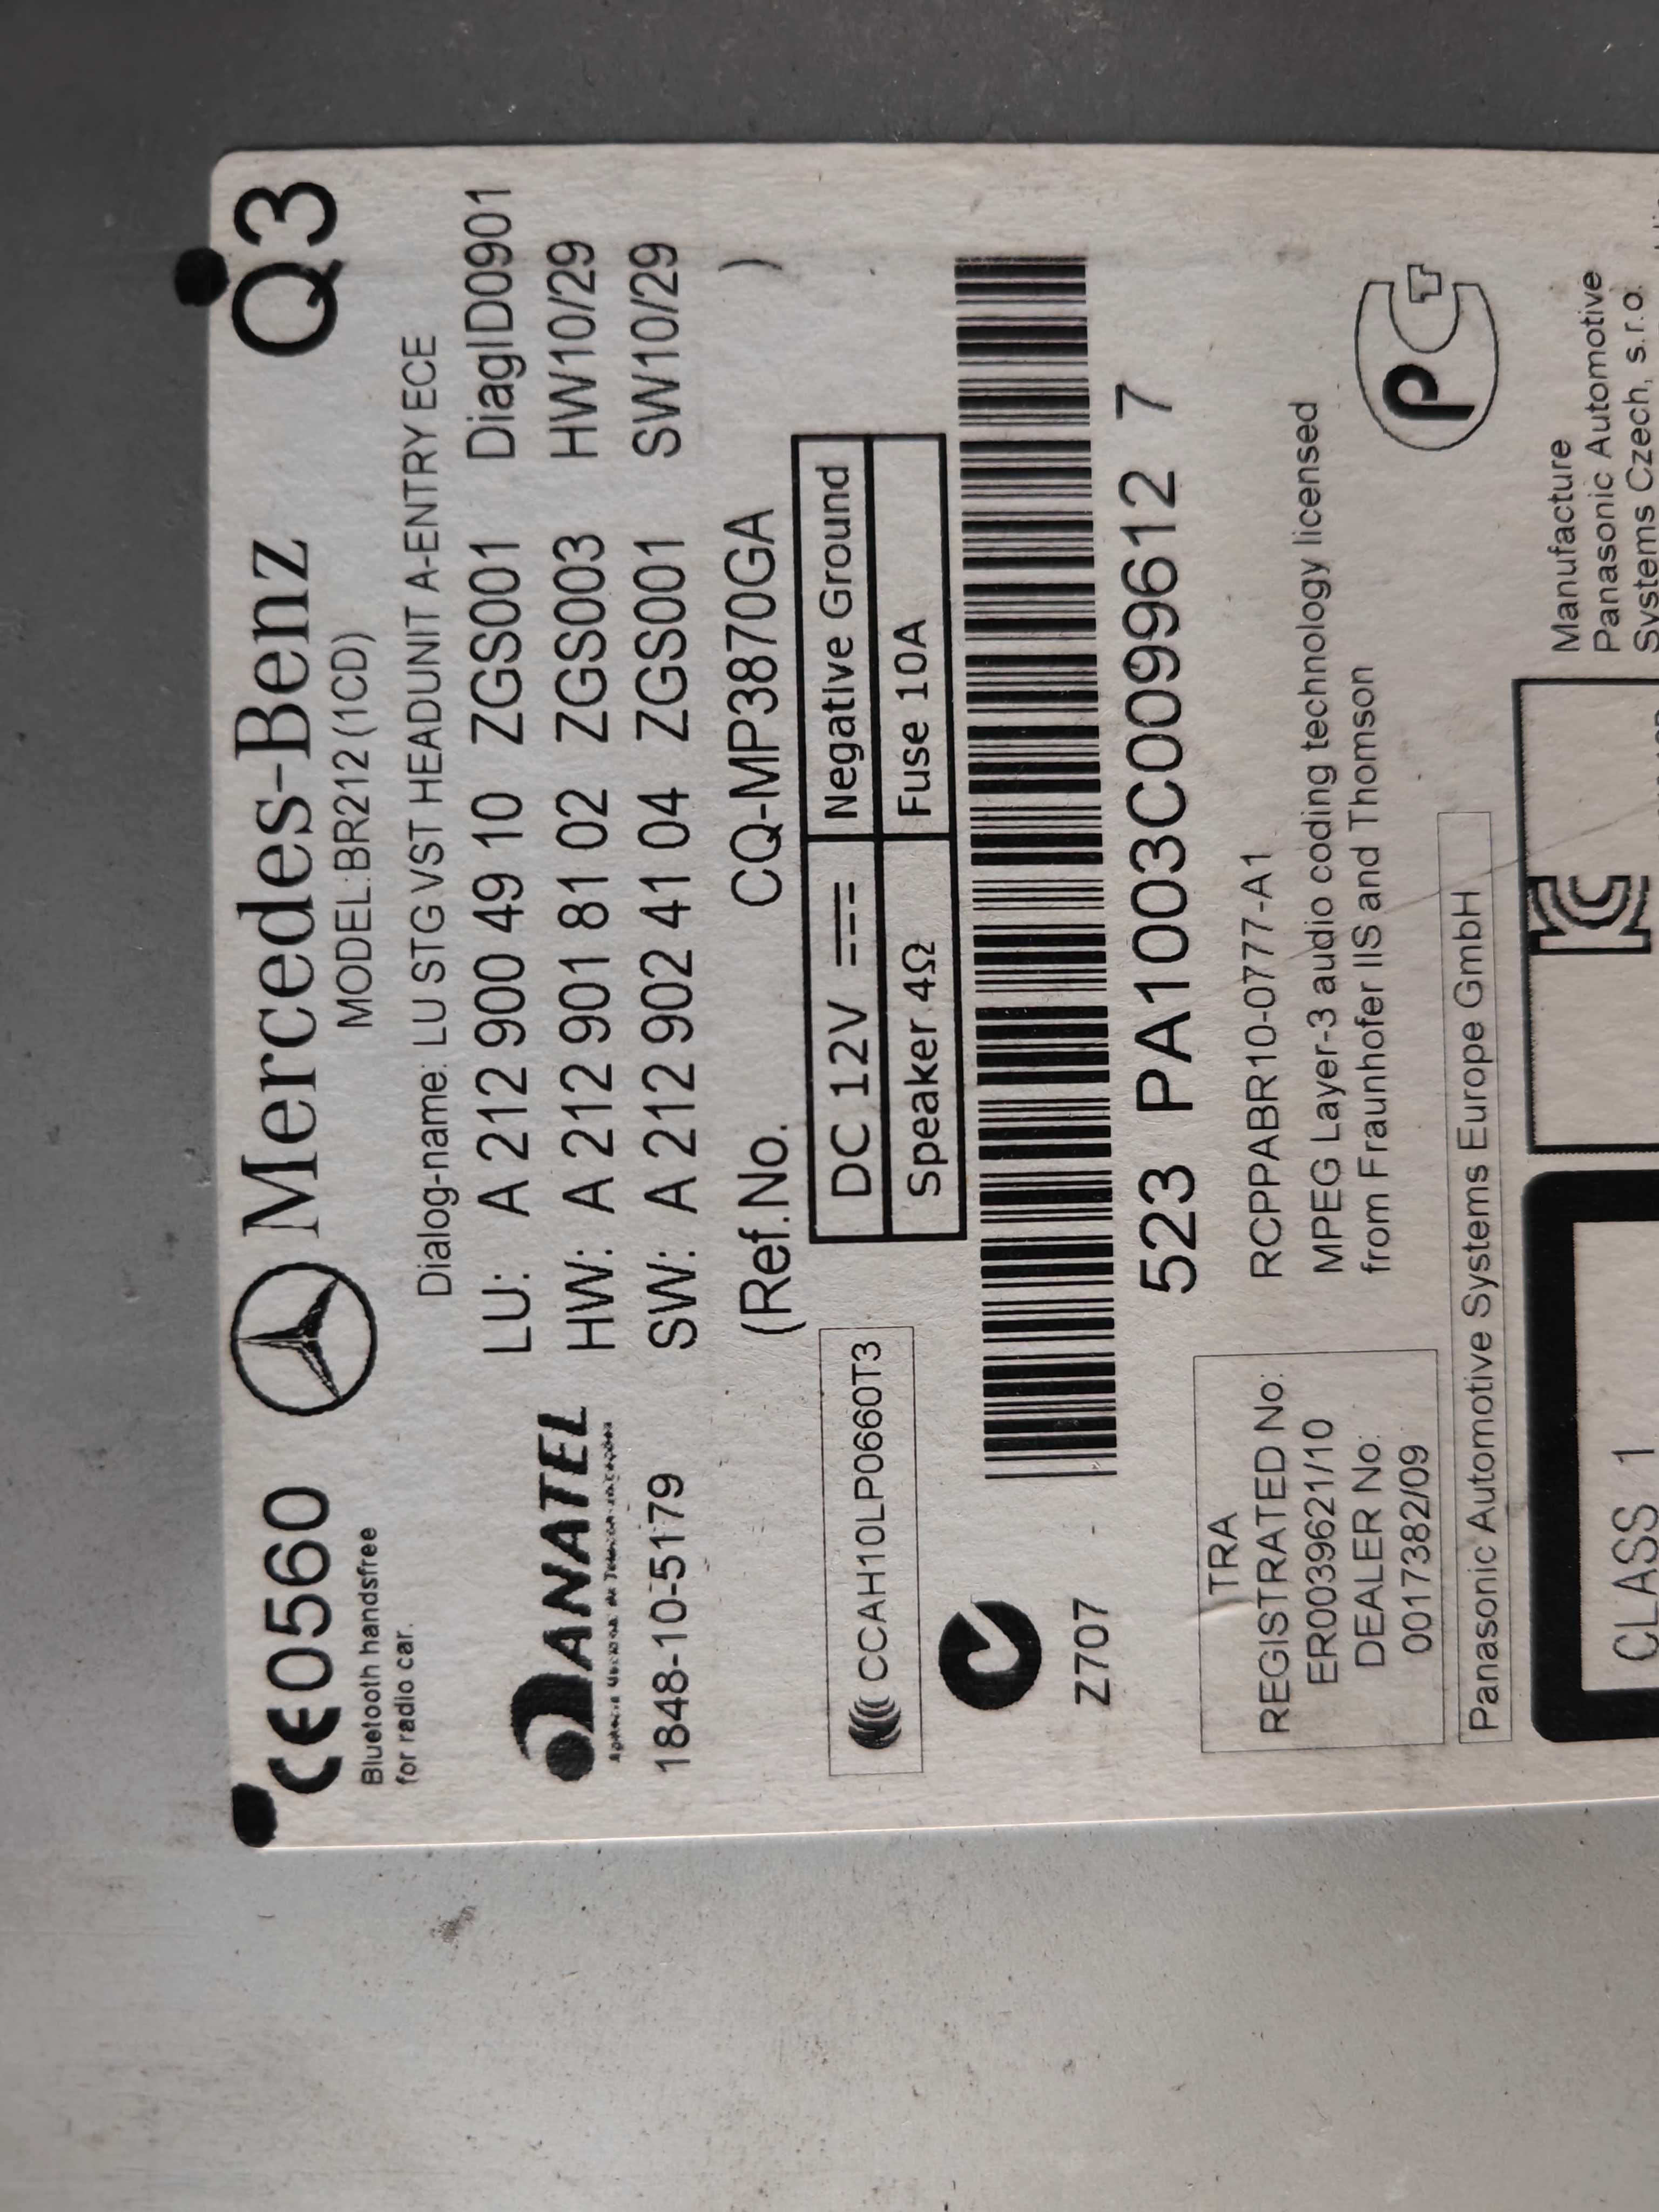 CE0560 Mercedes-Benz Q3
Bluetooth handsfree
for radio car.
MODEL:BR212 (1CD)
Dialog-name: LU STG VST HEADUNIT A-ENTRY ECE
LU: A 212 900 49 10 ZGS001 DiagID0901
HW: A 212 901 81 02 ZGS003 HW10/29
SW: A 212 902 41 04 ZGS001 SW10/29
ANATEL
1848-10-5179
(Ref.No. CQ-MP3870GA )
DC 12V Negative Ground
Speaker 4Ω Fuse 10A
CCAH10LP0660T3
Z707
523 PA1003C0099612 7
TRA
REGISTRATED No:
ER0039621/10
DEALER No:
0017382/09
RCPPABR10-0777-A1
MPEG Layer-3 audio coding technology licensed
from Fraunhofer IIS and Thomson
Panasonic Automotive Systems Europe GmbH
CLASS 1
Manufacture
Panasonic Automotive
Systems Czech, s.r.o.